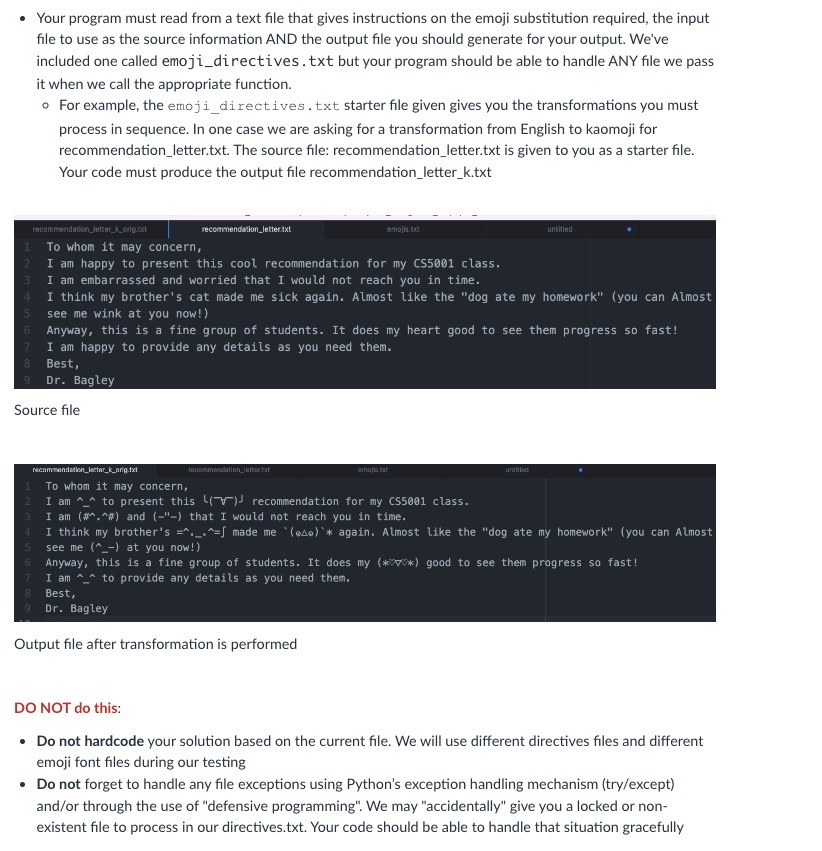 • Your program must read from a text file that gives instructions on the emoji substitution required, the input
file to use as the source information AND the output file you should generate for your output. We've
included one called emoji_directives.txt but your program should be able to handle ANY file we pass
it when we call the appropriate function.
○ For example, the emoji_directives.txt starter file given gives you the transformations you must
process in sequence. In one case we are asking for a transformation from English to kaomoji for
recommendation_letter.txt. The source file: recommendation_letter.txt is given to you as a starter file.
Your code must produce the output file recommendation_letter_k.txt
recommendation_letter_k_orig.txt recommendation_letter.txt emojis.txt untitled
1 To whom it may concern,
2 I am happy to present this cool recommendation for my CS5001 class.
3 I am embarrassed and worried that I would not reach you in time.
4 I think my brother's cat made me sick again. Almost like the "dog ate my homework" (you can Almost
5 see me wink at you now!)
6 Anyway, this is a fine group of students. It does my heart good to see them progress so fast!
7 I am happy to provide any details as you need them.
8 Best,
9 Dr. Bagley
Source file
recommendation_letter_k_orig.txt recommendation_letter.txt emojis.txt untitled
1 To whom it may concern,
2 I am ^_^ to present this ╰(¯∀¯)╯ recommendation for my CS5001 class.
3 I am (#^.^#) and (-"-) that I would not reach you in time.
4 I think my brother's =^._.^=∫ made me `(๑△๑)`* again. Almost like the "dog ate my homework" (you can Almost
5 see me (^_-) at you now!)
6 Anyway, this is a fine group of students. It does my (*♡∇♡*) good to see them progress so fast!
7 I am ^_^ to provide any details as you need them.
8 Best,
9 Dr. Bagley
Output file after transformation is performed
DO NOT do this:
• Do not hardcode your solution based on the current file. We will use different directives files and different
emoji font files during our testing
• Do not forget to handle any file exceptions using Python's exception handling mechanism (try/except)
and/or through the use of "defensive programming". We may "accidentally" give you a locked or non-
existent file to process in our directives.txt. Your code should be able to handle that situation gracefully